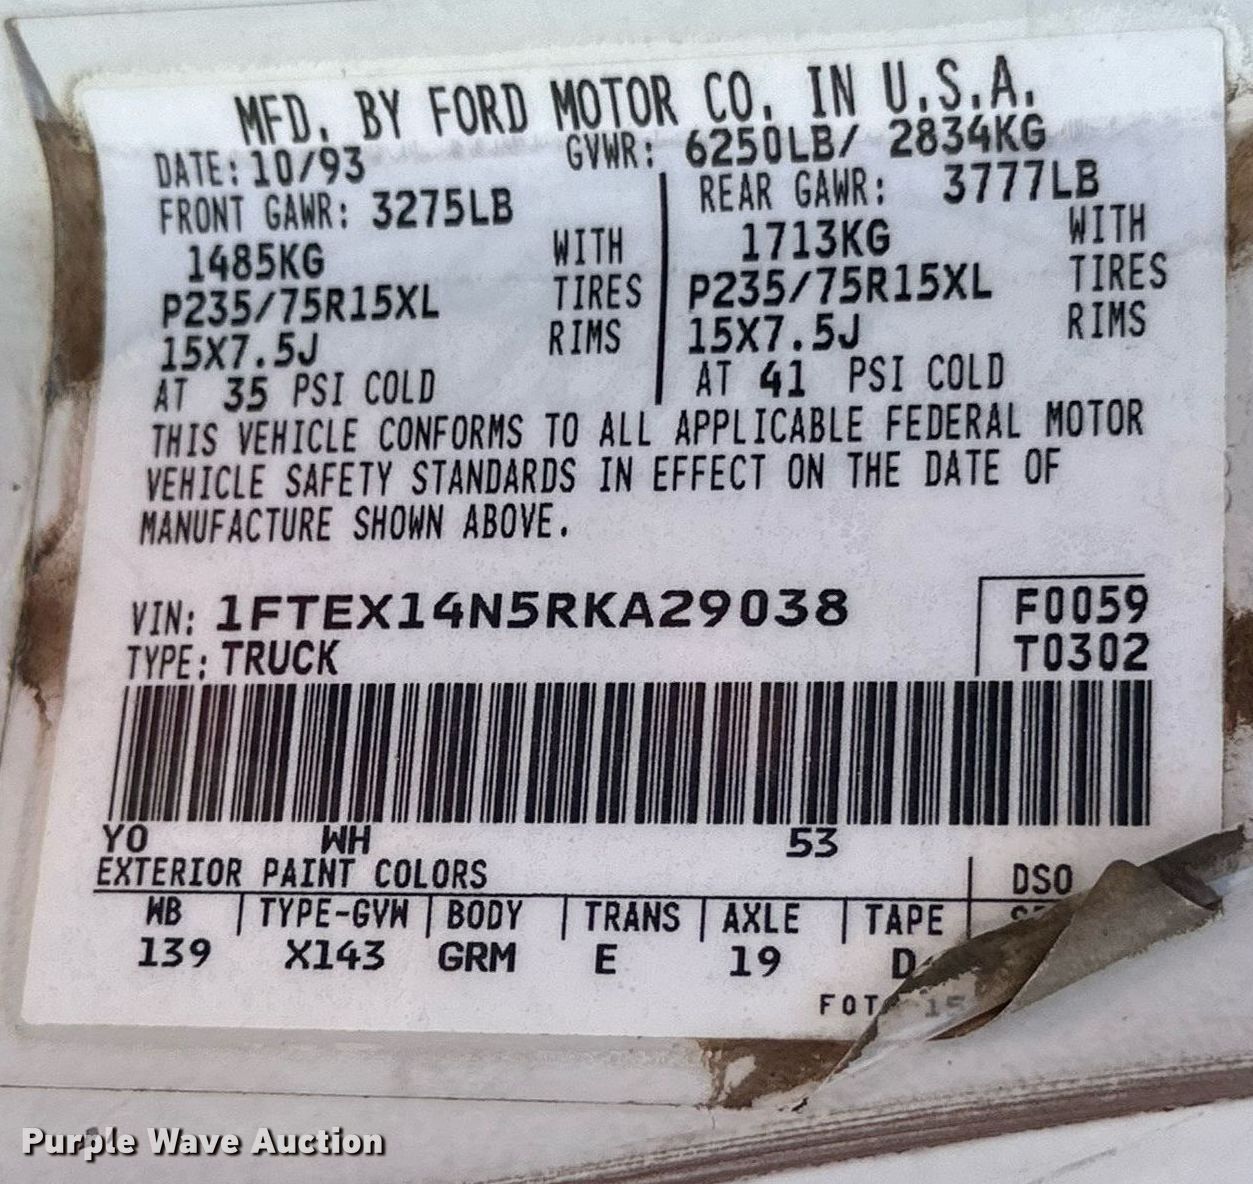 MFD. BY FORD MOTOR CO. IN U.S.A.
DATE: 10/93 GVWR: 6250LB/ 2834KG
FRONT GAWR: 3275LB REAR GAWR: 3777LB
1485KG WITH 1713KG WITH
P235/75R15XL TIRES P235/75R15XL TIRES
15X7.5J RIMS 15X7.5J RIMS
AT 35 PSI COLD AT 41 PSI COLD
THIS VEHICLE CONFORMS TO ALL APPLICABLE FEDERAL MOTOR
VEHICLE SAFETY STANDARDS IN EFFECT ON THE DATE OF
MANUFACTURE SHOWN ABOVE.
VIN: 1FTEX14N5RKA29038 F0059
TYPE: TRUCK T0302
YO WH 53
EXTERIOR PAINT COLORS DSO
WB TYPE-GVW BODY TRANS AXLE TAPE
139 X143 GRM E 19 D
Purple Wave Auction